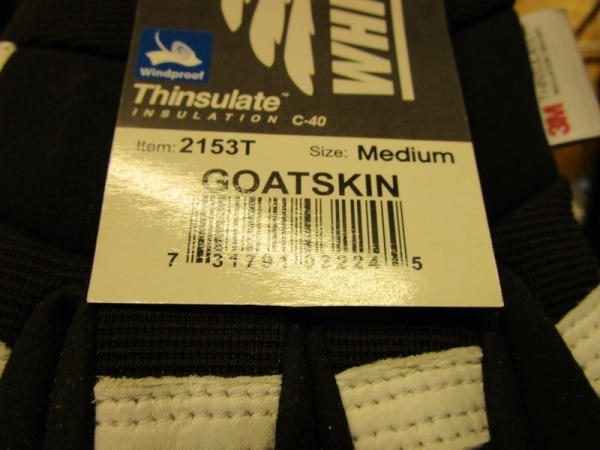 WHI
Windproof
Thinsulate™
INSULATION C-40
Item: 2153T Size: Medium
GOATSKIN
7 31791 02224 5
3M